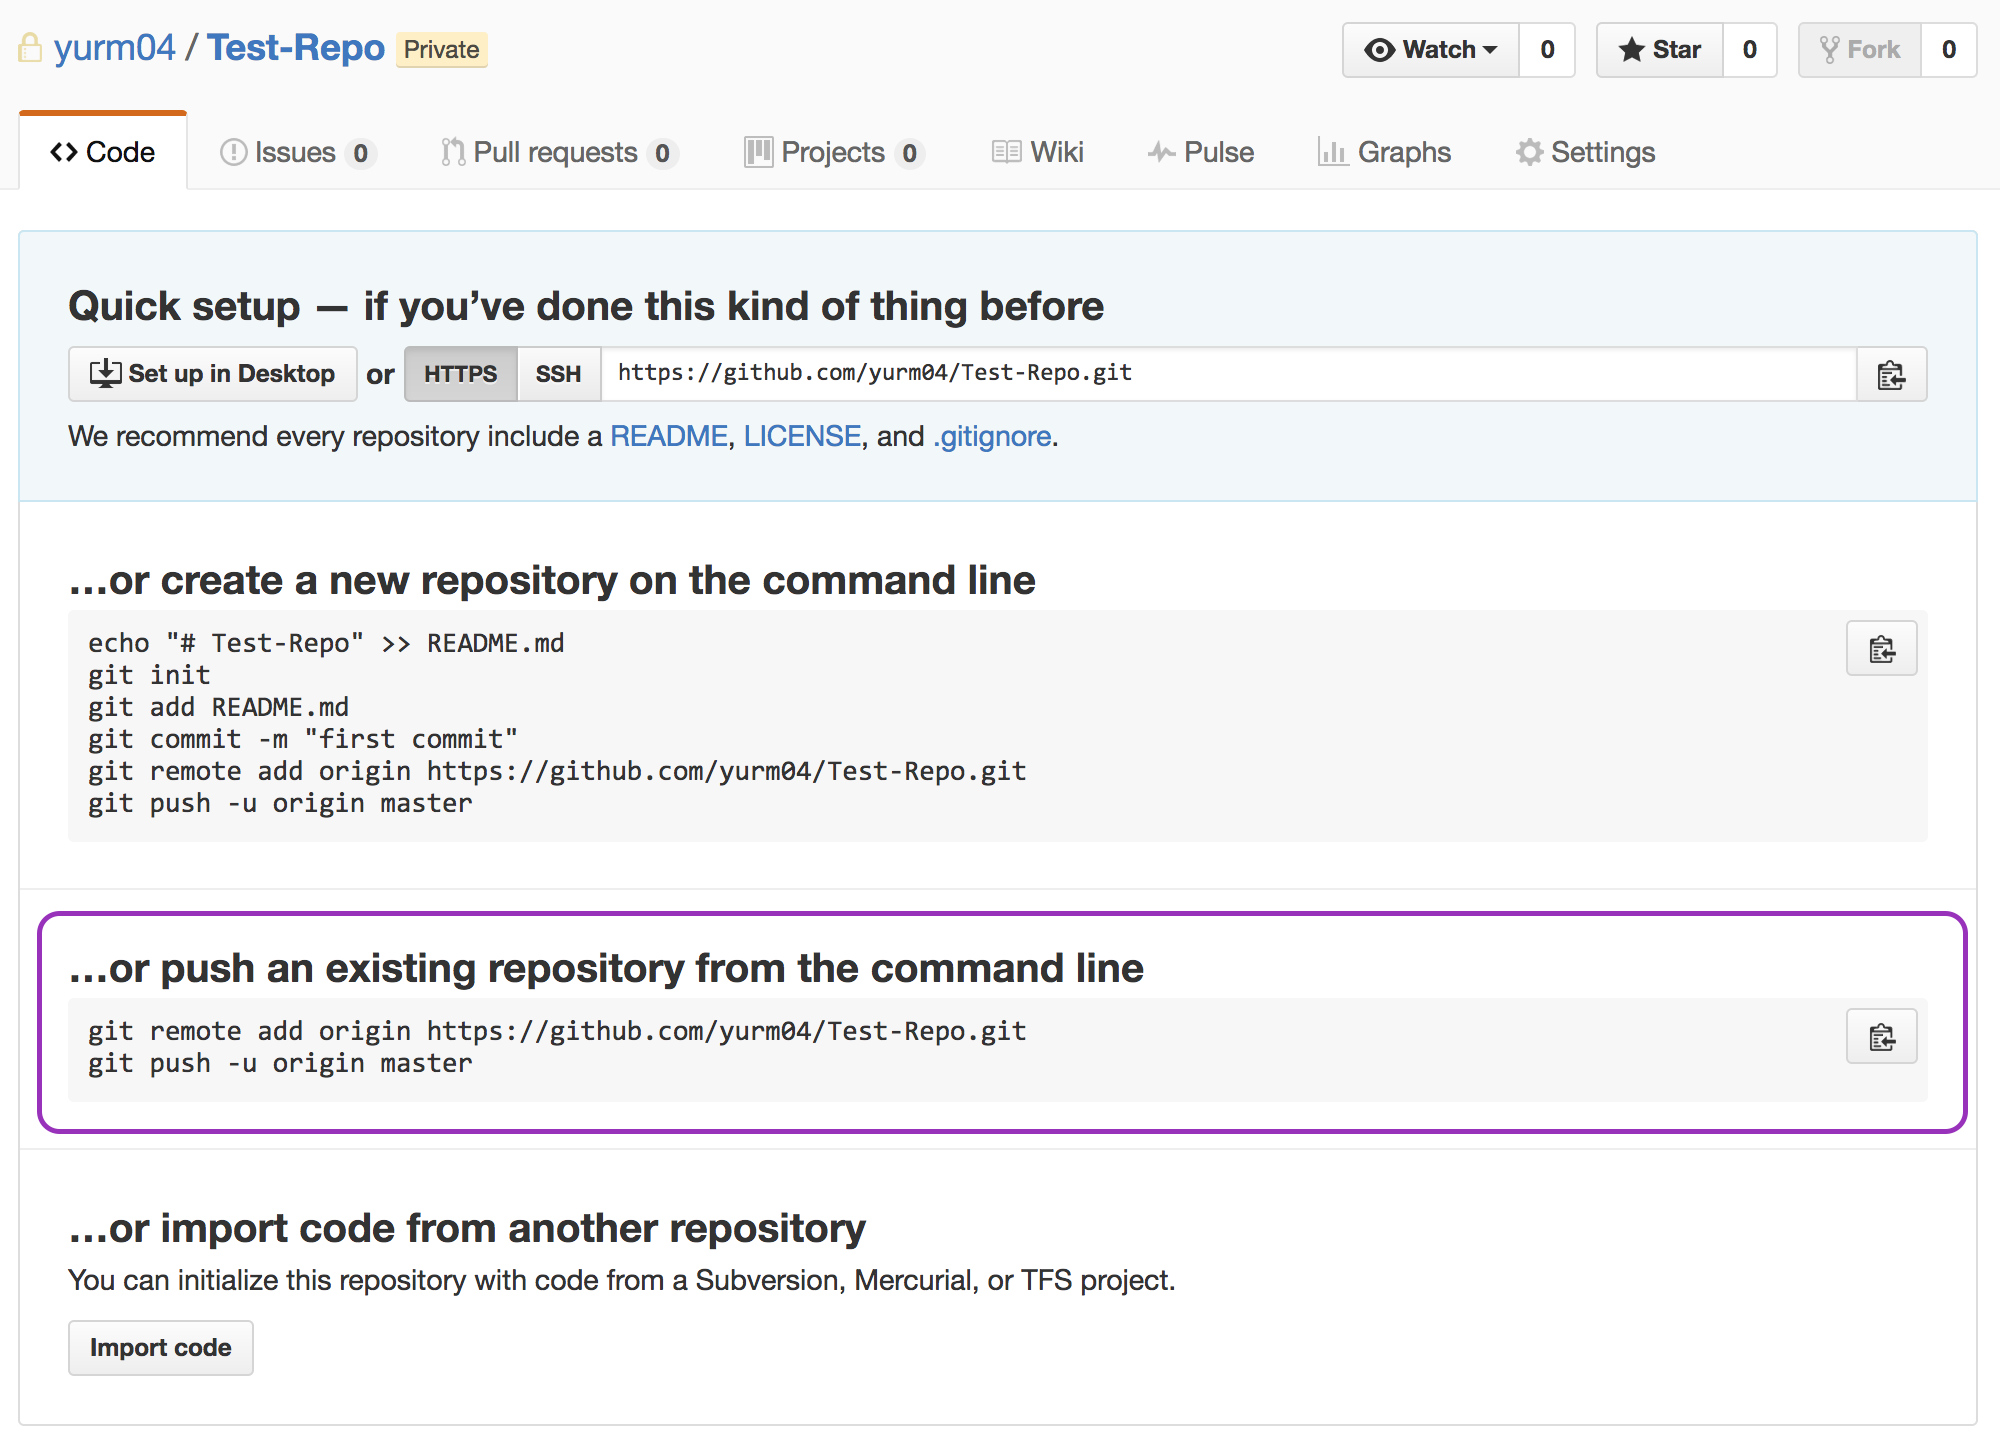 yurm04 / Test-Repo Private
Watch 0 Star 0 Fork 0
Code Issues 0 Pull requests 0 Projects 0 Wiki Pulse Graphs Settings
Quick setup — if you’ve done this kind of thing before
Set up in Desktop or HTTPS SSH https://github.com/yurm04/Test-Repo.git
We recommend every repository include a README, LICENSE, and .gitignore.
…or create a new repository on the command line
echo "# Test-Repo" >> README.md
git init
git add README.md
git commit -m "first commit"
git remote add origin https://github.com/yurm04/Test-Repo.git
git push -u origin master
…or push an existing repository from the command line
git remote add origin https://github.com/yurm04/Test-Repo.git
git push -u origin master
…or import code from another repository
You can initialize this repository with code from a Subversion, Mercurial, or TFS project.
Import code